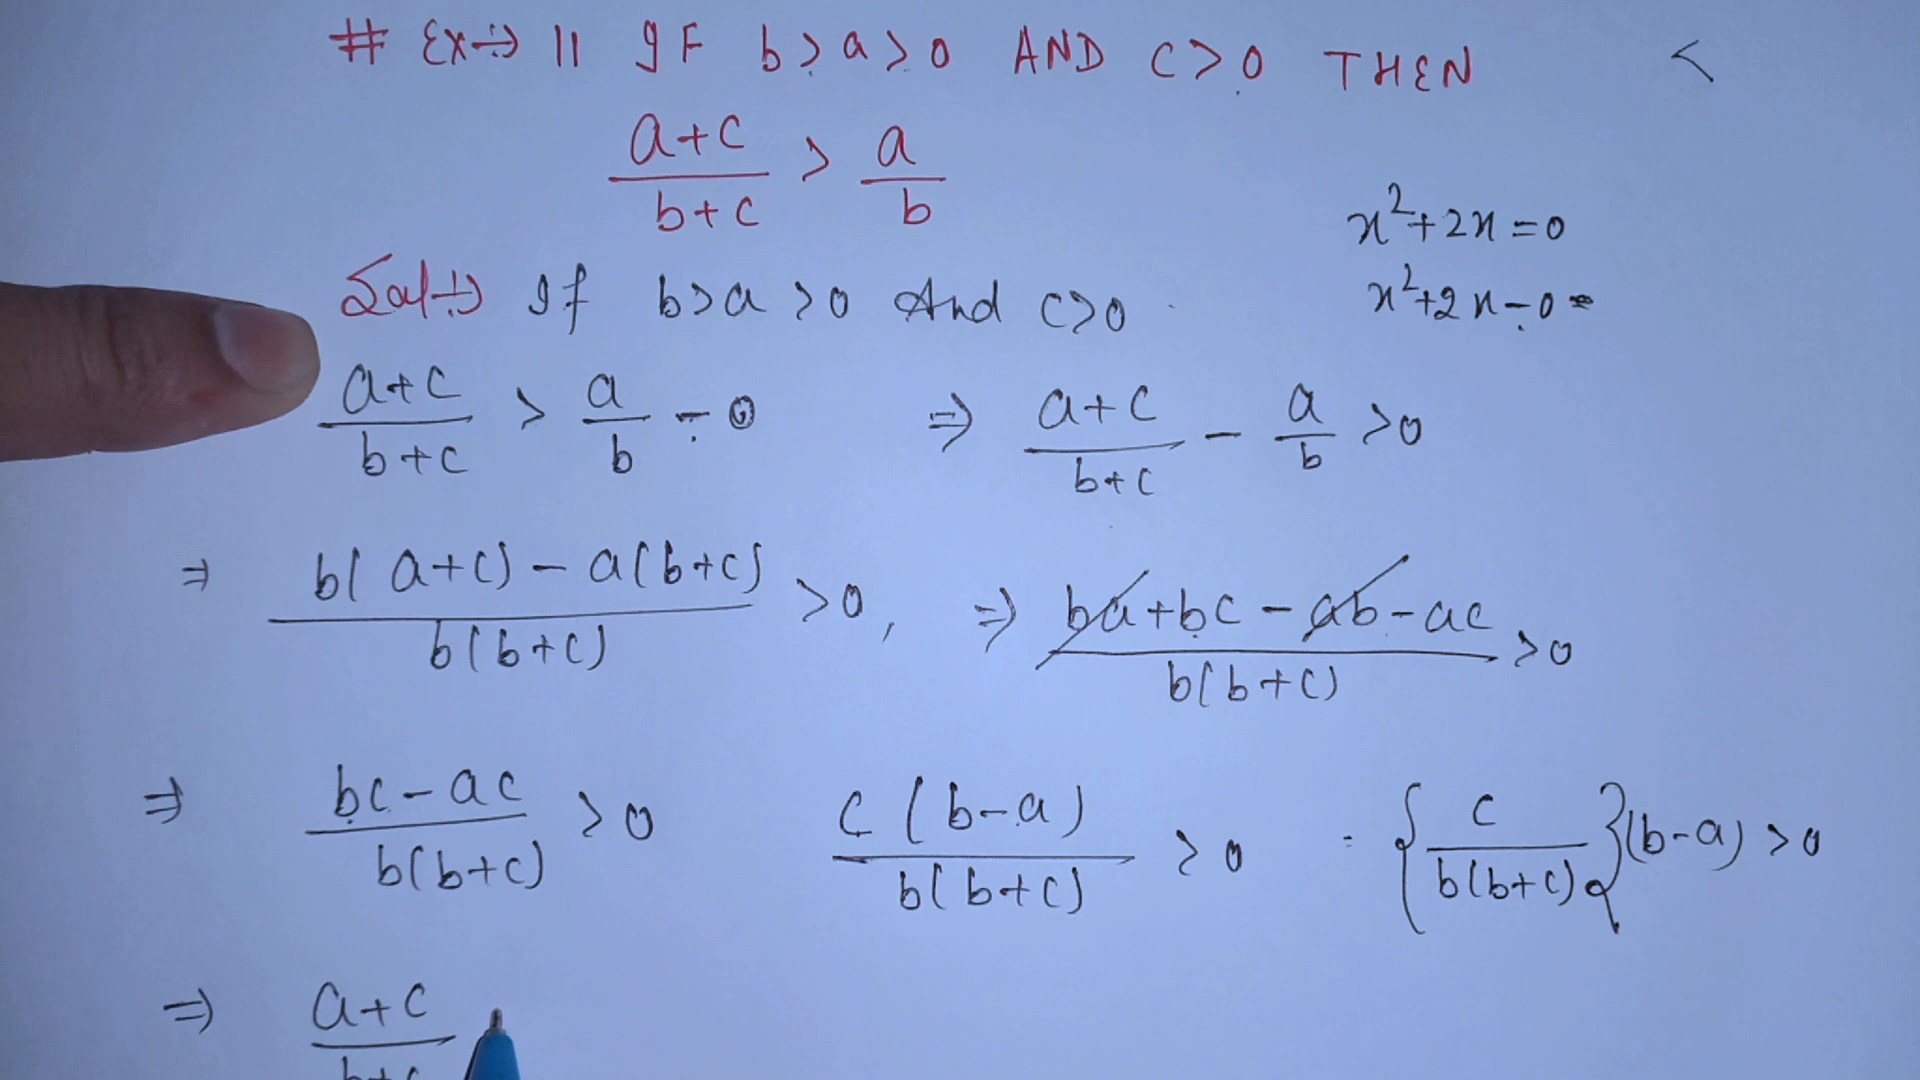 # Ex→ 11 IF b>a>0 AND c>0 THEN <
(a+c)/(b+c) > a/b
x²+2x=0
Sol→ If b>a>0 And c>0
x²+2x-0=
(a+c)/(b+c) > a/b - 0 ⇒ (a+c)/(b+c) - a/b >0
⇒ (b(a+c)-a(b+c))/(b(b+c)) >0, ⇒ (ba+bc-ab-ac)/(b(b+c)) >0
⇒ (bc-ac)/(b(b+c)) >0 c(b-a)/(b(b+c)) >0 = {c/(b(b+c))}(b-a) >0
⇒ (a+c)/(b+c)